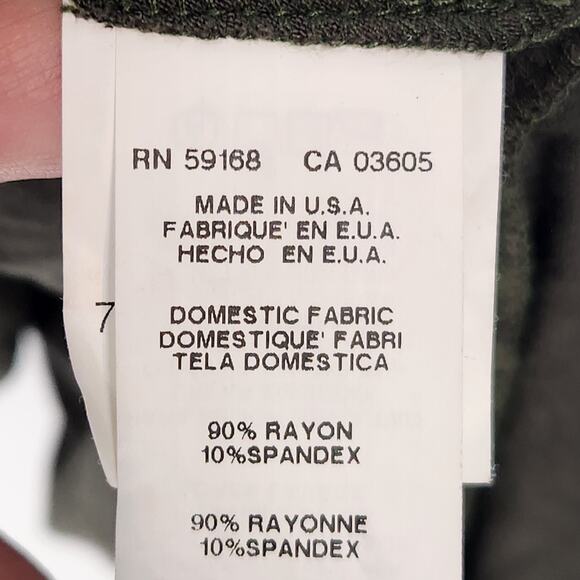 RN 59168 CA 03605
MADE IN U.S.A.
FABRIQUE' EN E.U.A.
HECHO EN E.U.A.
7
DOMESTIC FABRIC
DOMESTIQUE' FABRI
TELA DOMESTICA
90% RAYON
10%SPANDEX
90% RAYONNE
10%SPANDEX